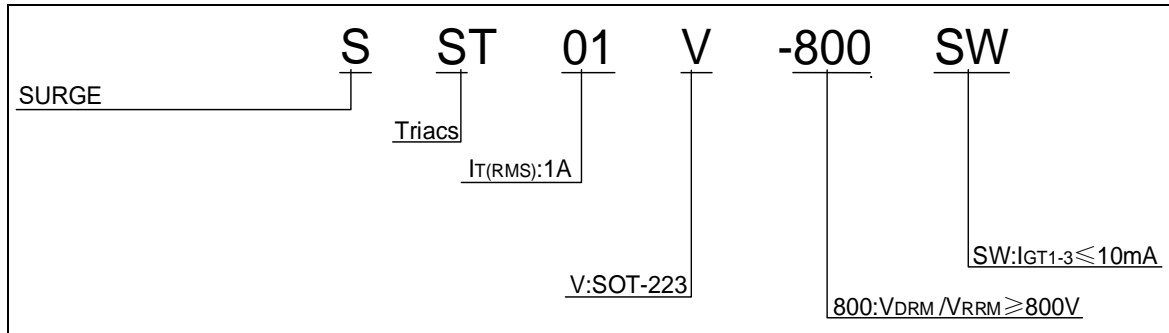 S ST 01 V -800 SW
SURGE
Triacs
IT(RMS):1A
SW:IGT1-3≤10mA
V:SOT-223
800:VDRM /VRRM≥800V